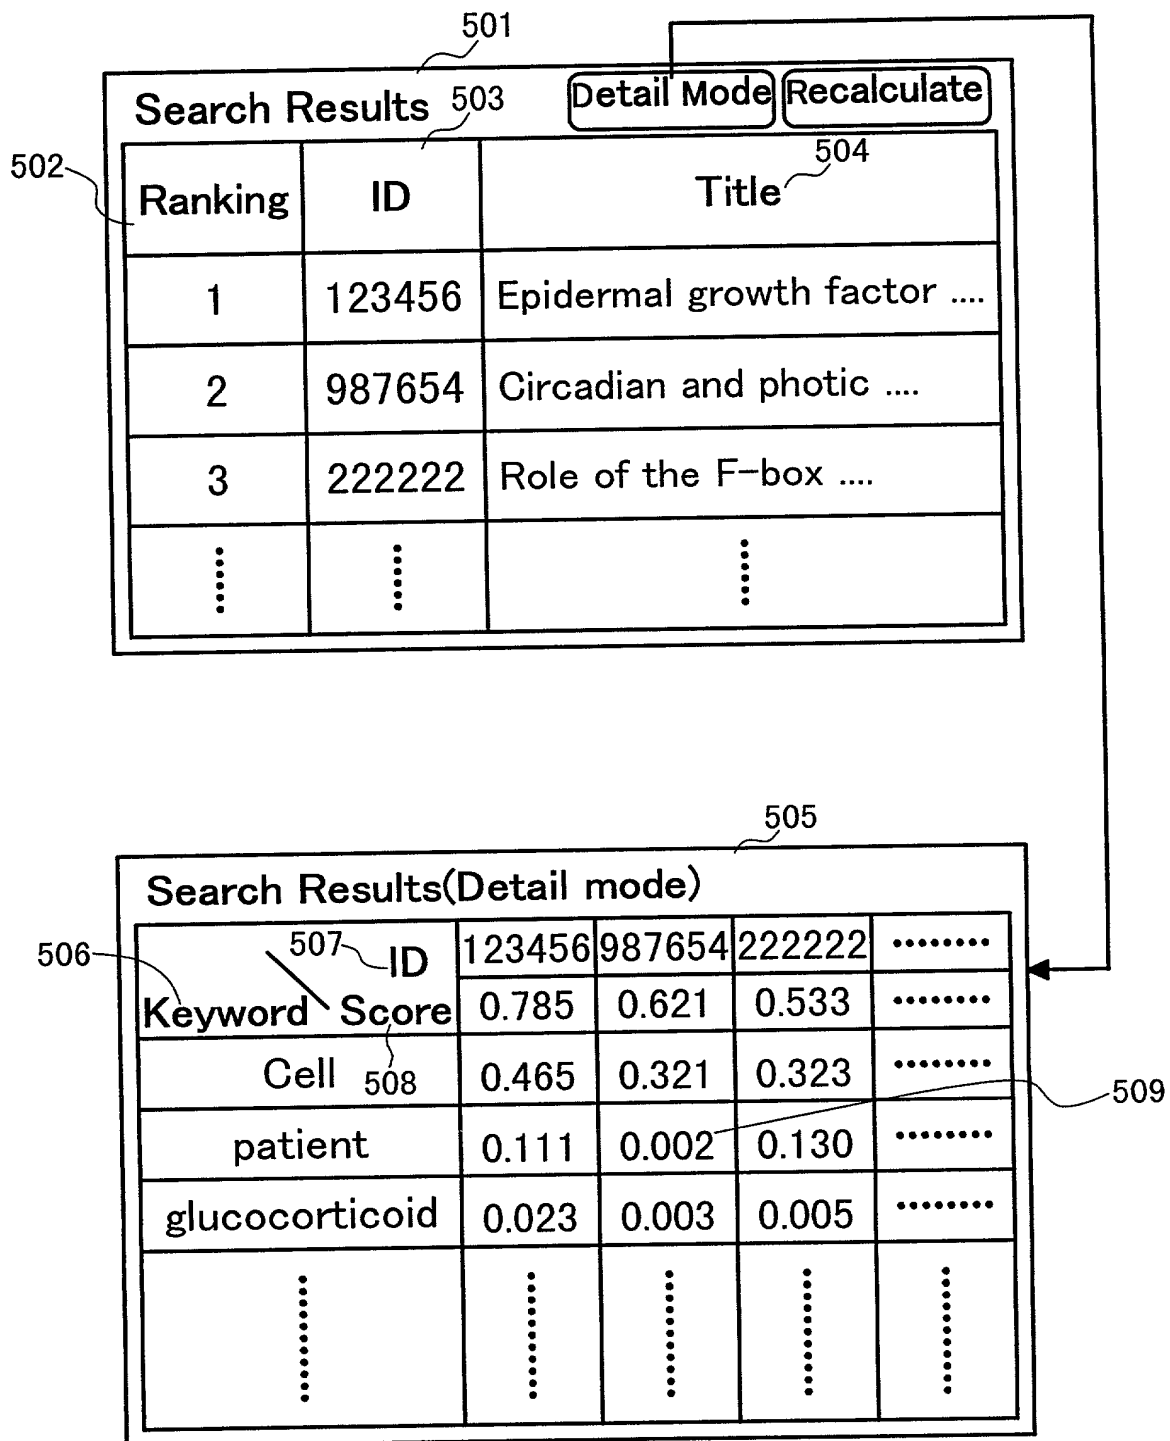 501
Search Results 503 Detail Mode Recalculate
502 Ranking ID Title 504
1 123456 Epidermal growth factor ....
2 987654 Circadian and photic ....
3 222222 Role of the F-box ....
505
Search Results(Detail mode)
506 507 ID 123456 987654 222222 ........
Keyword Score 0.785 0.621 0.533 ........
Cell 508 0.465 0.321 0.323 ........
509
patient 0.111 0.002 0.130 ........
glucocorticoid 0.023 0.003 0.005 ........